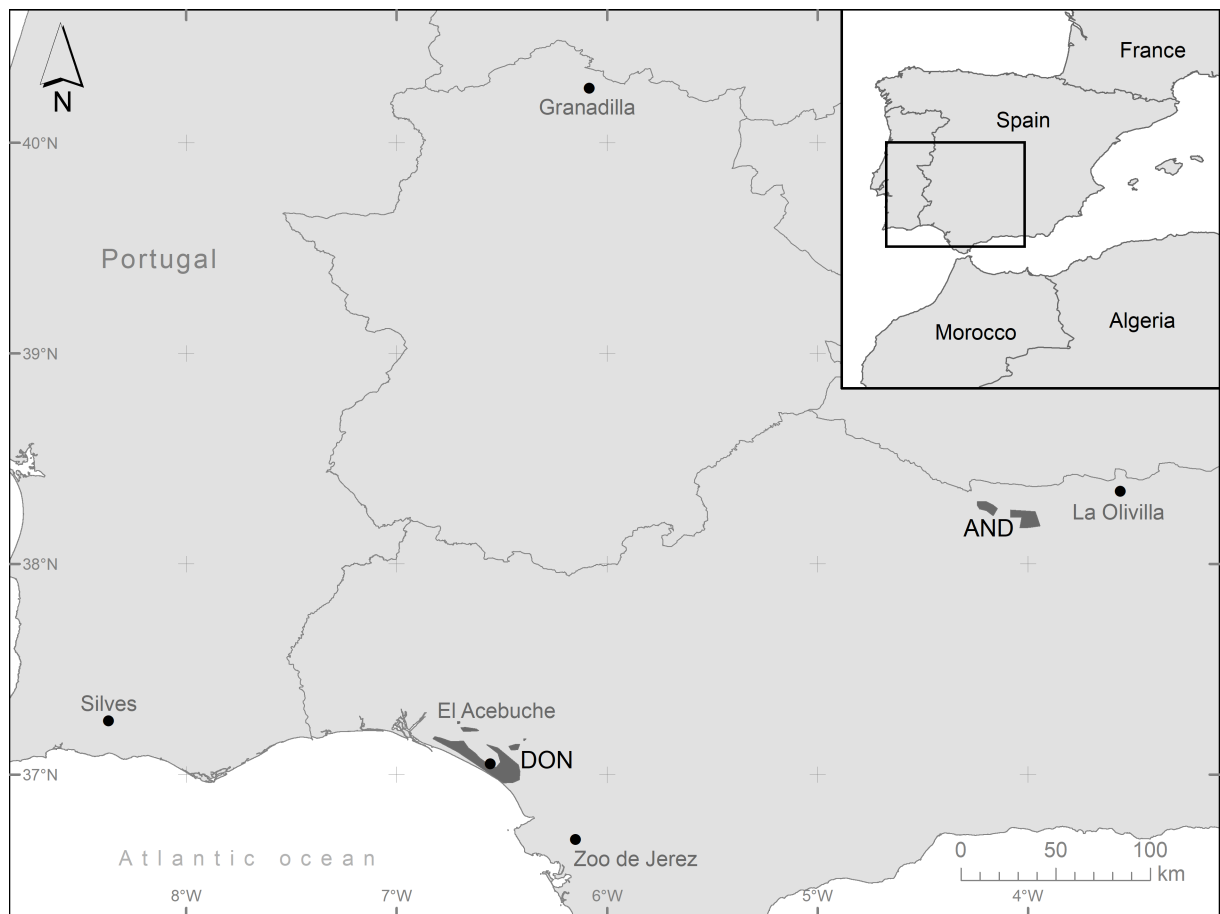 N
France
Granadilla
Spain
40°N
Portugal
Morocco
Algeria
39°N
La Olivilla
AND
38°N
Silves
El Acebuche
DON
37°N
Zoo de Jerez
Atlantic ocean
0 50 100
km
8°W 7°W 6°W 5°W 4°W